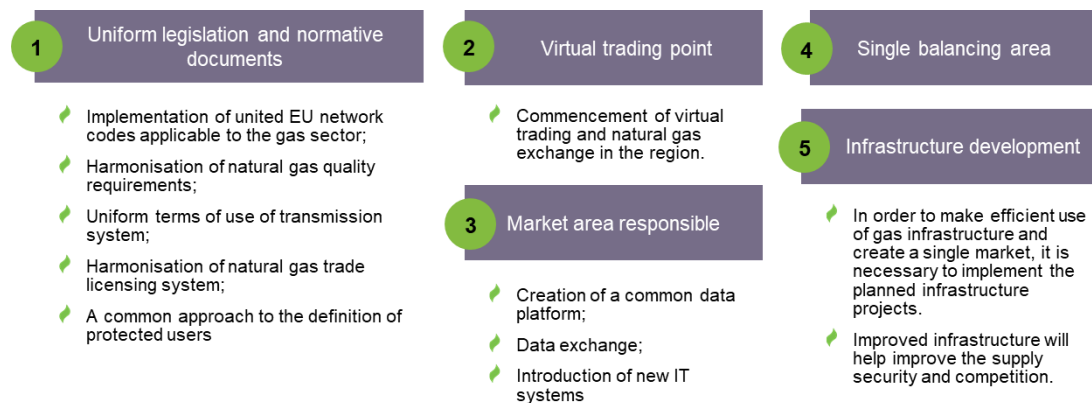 1
Uniform legislation and normative
documents
Implementation of united EU network
codes applicable to the gas sector;
Harmonisation of natural gas quality
requirements;
Uniform terms of use of transmission
system;
Harmonisation of natural gas trade
licensing system;
A common approach to the definition of
protected users
2
Virtual trading point
Commencement of virtual
trading and natural gas
exchange in the region.
3
Market area responsible
Creation of a common data
platform;
Data exchange;
Introduction of new IT
systems
4
Single balancing area
5
Infrastructure development
In order to make efficient use
of gas infrastructure and
create a single market, it is
necessary to implement the
planned infrastructure
projects.
Improved infrastructure will
help improve the supply
security and competition.